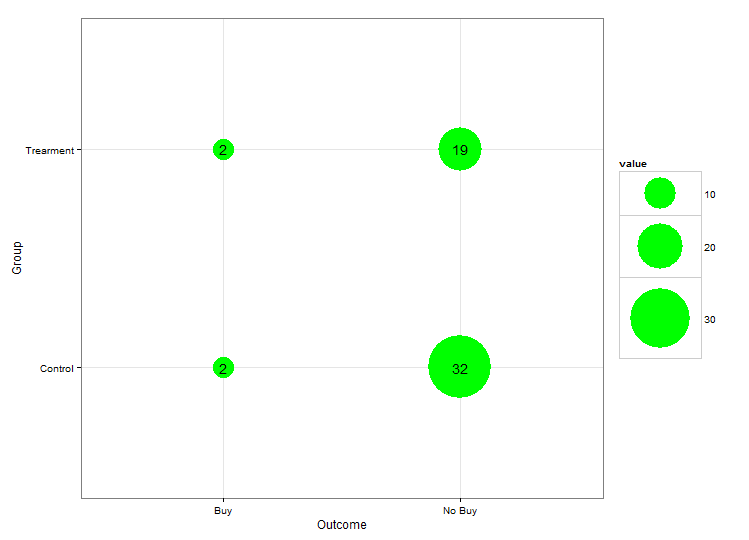 Trearment
2
19
Control
2
32
Buy
No Buy
Outcome
Group
value
10
20
30